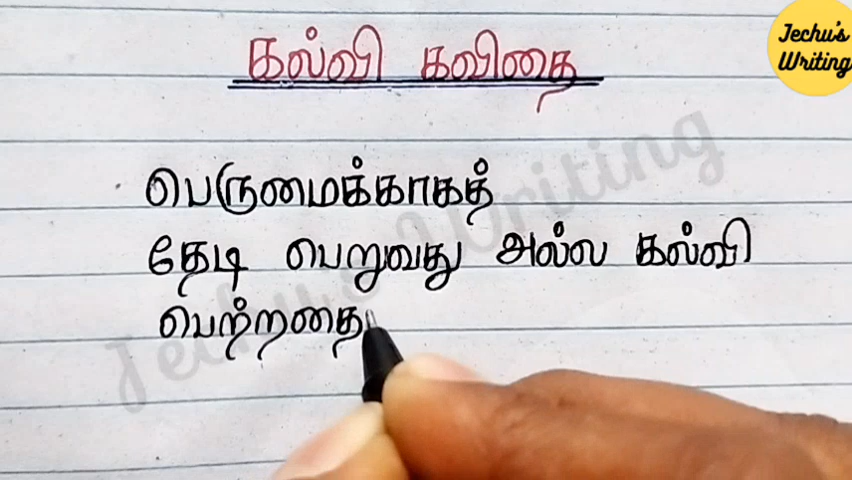 Jechu's
Writing
கல்வி கவிதை
பெருமைக்காகத்
தேடி பெறுவது அல்ல கல்வி
பெற்றதை
Jechu's Writing